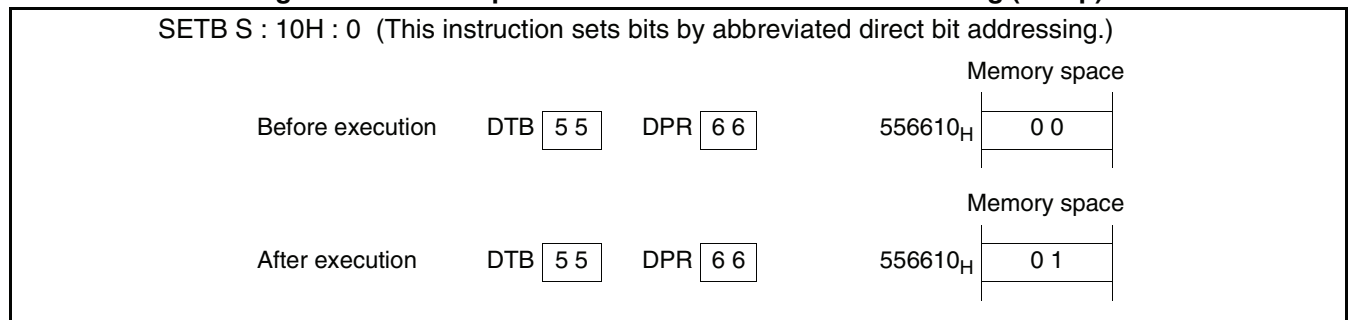 SETB S : 10H : 0 (This instruction sets bits by abbreviated direct bit addressing.)
Memory space
Before execution DTB 5 5 DPR 6 6 556610H 0 0
Memory space
After execution DTB 5 5 DPR 6 6 556610H 0 1